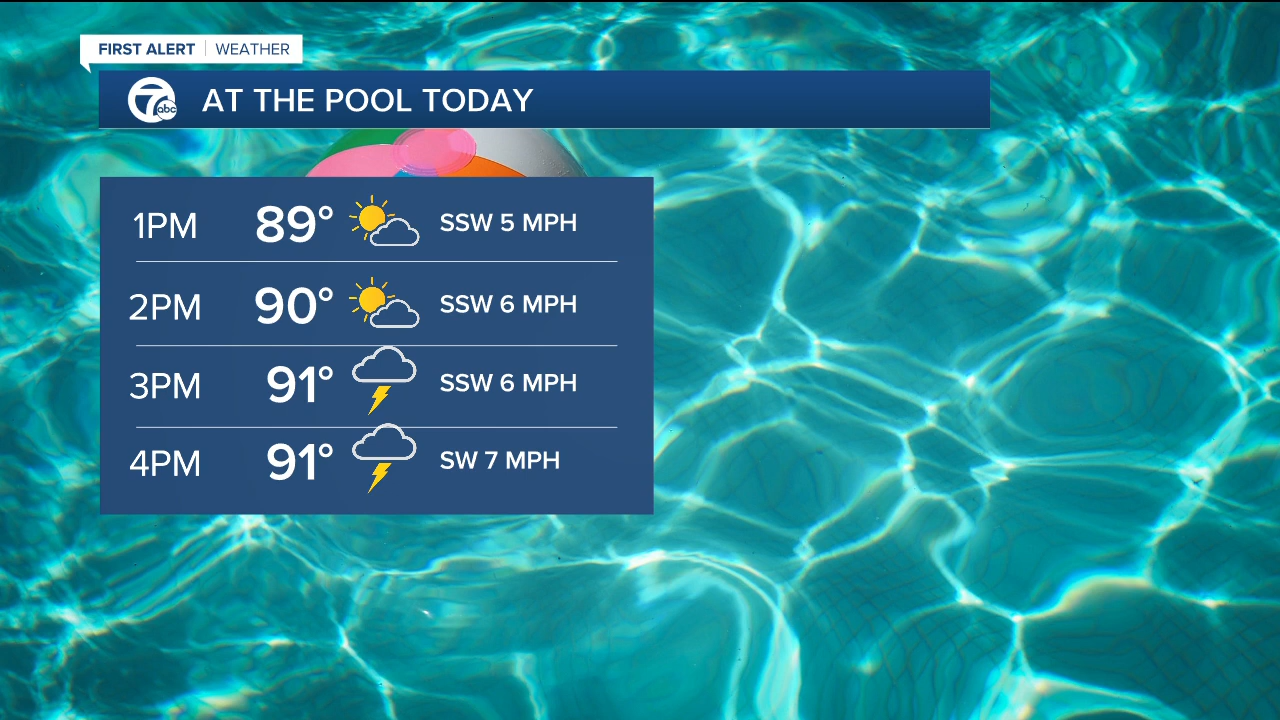 FIRST ALERT WEATHER
7 abc AT THE POOL TODAY
1PM 89° SSW 5 MPH
2PM 90° SSW 6 MPH
3PM 91° SSW 6 MPH
4PM 91° SW 7 MPH